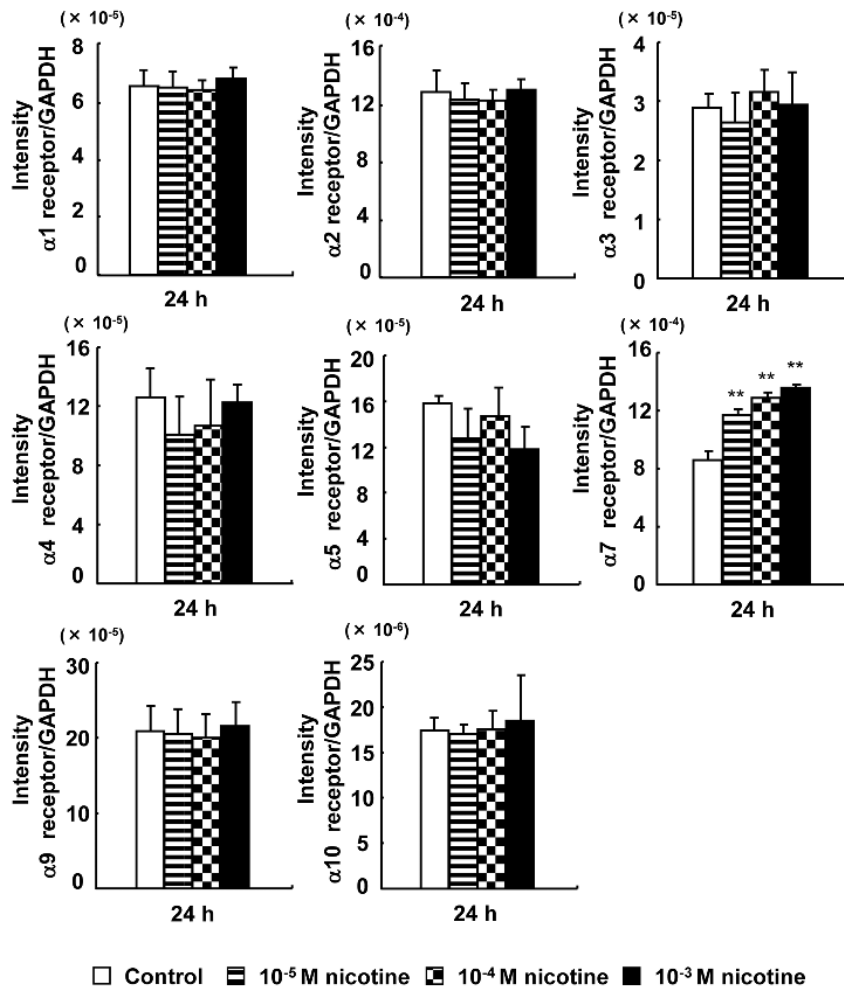 (× 10⁻⁵)
Intensity
α1 receptor/GAPDH
8
6
4
2
0
24 h
(× 10⁻⁴)
Intensity
α2 receptor/GAPDH
16
12
8
4
0
24 h
(× 10⁻⁵)
Intensity
α3 receptor/GAPDH
4
3
2
1
0
24 h
(× 10⁻⁵)
Intensity
α4 receptor/GAPDH
16
12
8
4
0
24 h
(× 10⁻⁵)
Intensity
α5 receptor/GAPDH
20
16
12
8
4
0
24 h
(× 10⁻⁴)
Intensity
α7 receptor/GAPDH
16
12
8
4
0
** ** **
24 h
(× 10⁻⁵)
Intensity
α9 receptor/GAPDH
30
20
10
0
24 h
(× 10⁻⁶)
Intensity
α10 receptor/GAPDH
25
20
15
10
5
0
24 h
Control 10⁻⁵ M nicotine 10⁻⁴ M nicotine 10⁻³ M nicotine